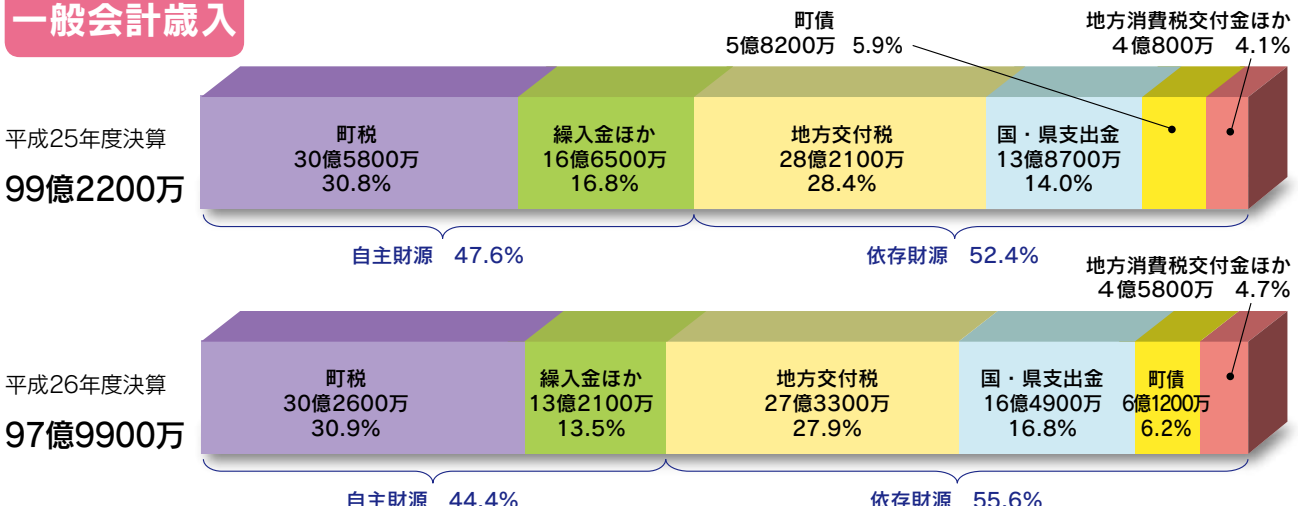 一般会計歳入
町債
5億8200万 5.9%
地方消費税交付金ほか
4億800万 4.1%
平成25年度決算
99億2200万
町税
30億5800万
30.8%
繰入金ほか
16億6500万
16.8%
地方交付税
28億2100万
28.4%
国・県支出金
13億8700万
14.0%
自主財源 47.6%
依存財源 52.4%
地方消費税交付金ほか
4億5800万 4.7%
平成26年度決算
97億9900万
町税
30億2600万
30.9%
繰入金ほか
13億2100万
13.5%
地方交付税
27億3300万
27.9%
国・県支出金
16億4900万
16.8%
町債
6億1200万
6.2%
自主財源 44.4%
依存財源 55.6%